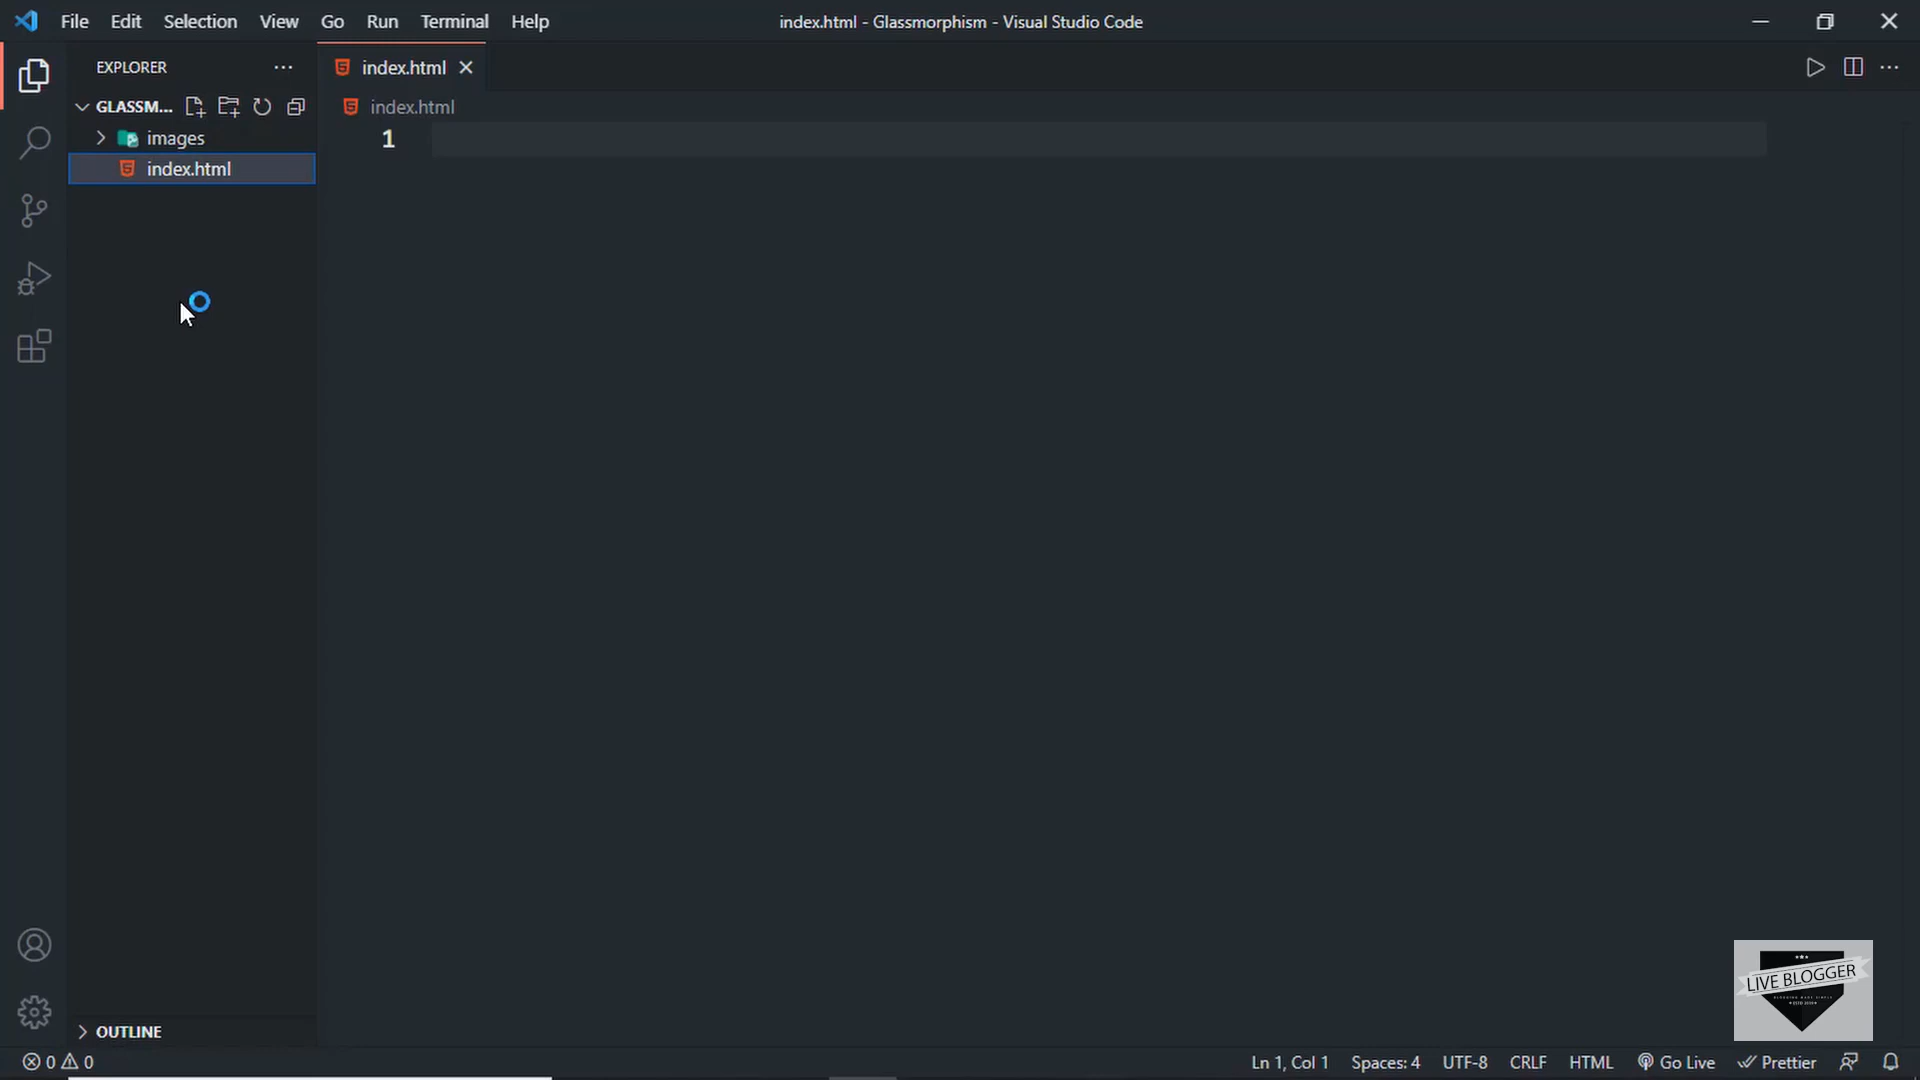 File Edit Selection View Go Run Terminal Help
index.html - Glassmorphism - Visual Studio Code
EXPLORER
index.html
GLASSM...
index.html
images
1
index.html
OUTLINE
LIVE BLOGGER
0 0
Ln 1, Col 1 Spaces: 4 UTF-8 CRLF HTML Go Live Prettier